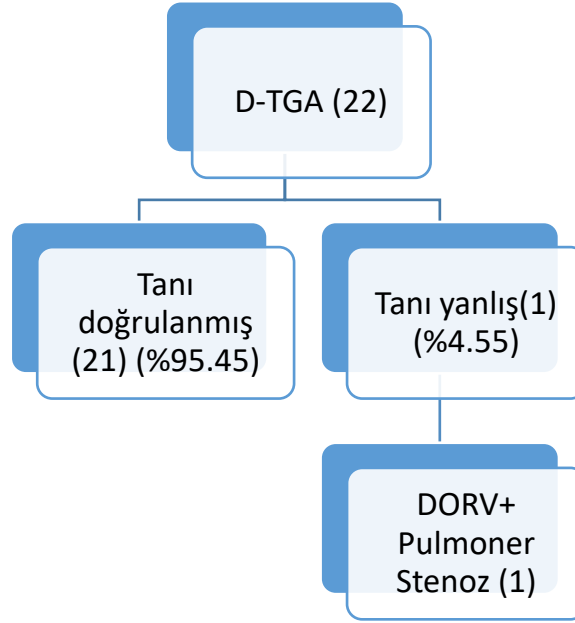 D-TGA (22)
Tanı
doğrulanmış
(21) (%95.45)
Tanı yanlış(1)
(%4.55)
DORV+
Pulmoner
Stenoz (1)